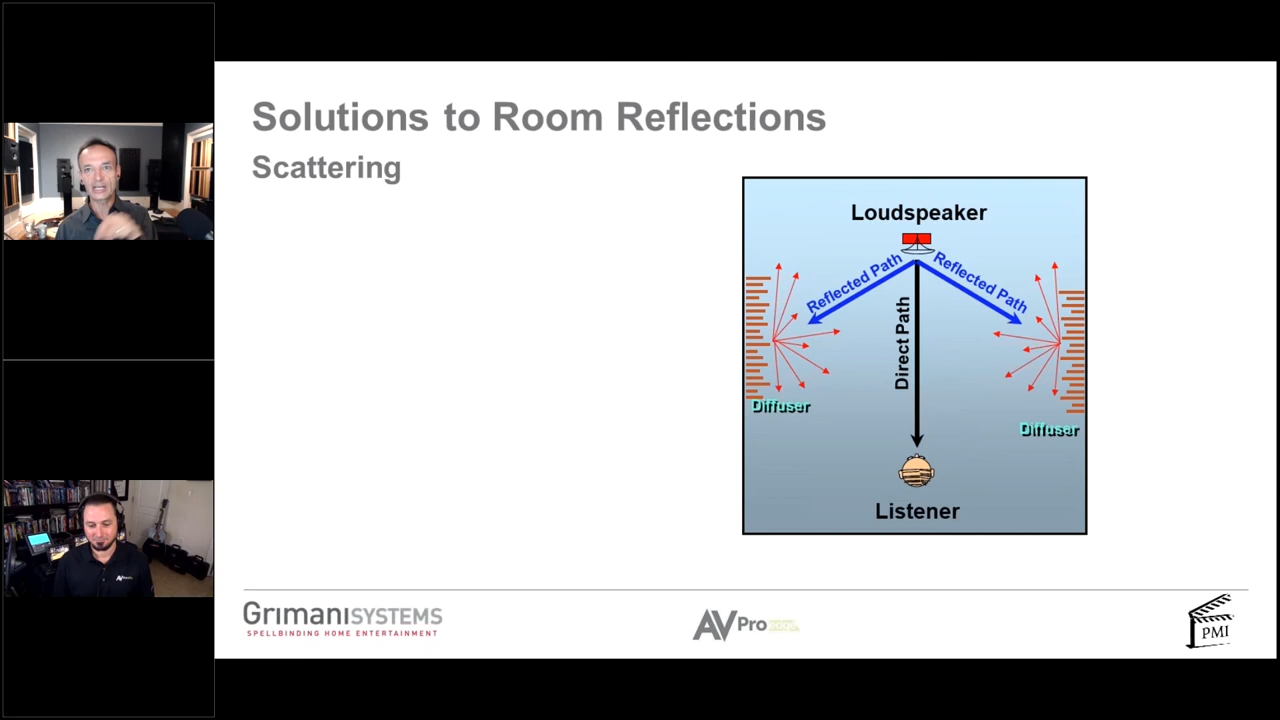 Solutions to Room Reflections
Scattering
Loudspeaker
Reflected Path
Reflected Path
Direct Path
Diffuser
Diffuser
Listener
GRIMANISYSTEMS
SPELLBINDING HOME ENTERTAINMENT
AVPro edge
PMI